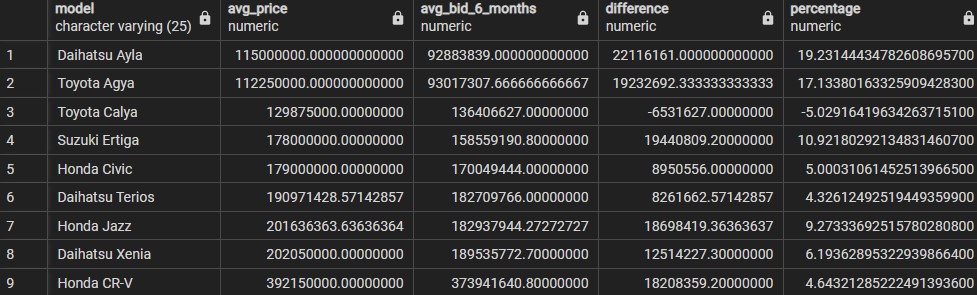 model avg_price avg_bid_6_months difference percentage
character varying (25) numeric numeric numeric numeric
1 Daihatsu Ayla 115000000.000000000000 92883839.000000000000 22116161.000000000000 19.23144434782608695700
2 Toyota Agya 112250000.000000000000 93017307.666666666667 19232692.333333333333 17.13380163325909428300
3 Toyota Calya 129875000.00000000 136406627.00000000 -6531627.00000000 -5.02916419634263715100
4 Suzuki Ertiga 178000000.00000000 158559190.80000000 19440809.20000000 10.92180292134831460700
5 Honda Civic 179000000.00000000 170049444.00000000 8950556.00000000 5.00031061452513966500
6 Daihatsu Terios 190971428.57142857 182709766.00000000 8261662.57142857 4.32612492519449359900
7 Honda Jazz 201636363.63636364 182937944.27272727 18698419.36363637 9.27333692515780280800
8 Daihatsu Xenia 202050000.00000000 189535772.70000000 12514227.30000000 6.19362895322939866400
9 Honda CR-V 392150000.00000000 373941640.80000000 18208359.20000000 4.64321285222491393600